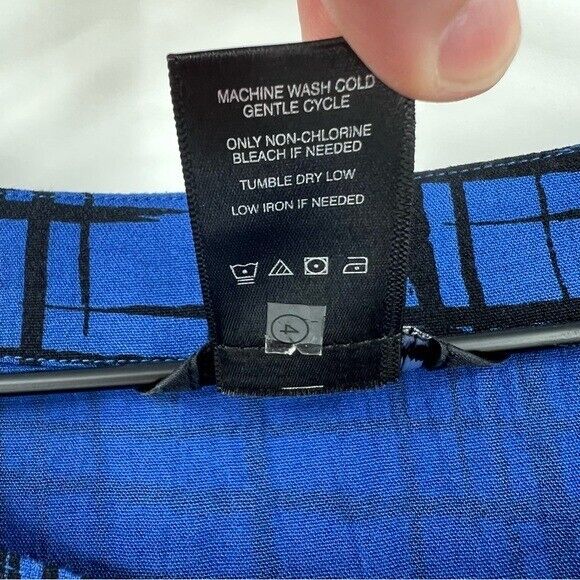 MACHINE WASH COLD
GENTLE CYCLE
ONLY NON-CHLORINE
BLEACH IF NEEDED
TUMBLE DRY LOW
LOW IRON IF NEEDED
4